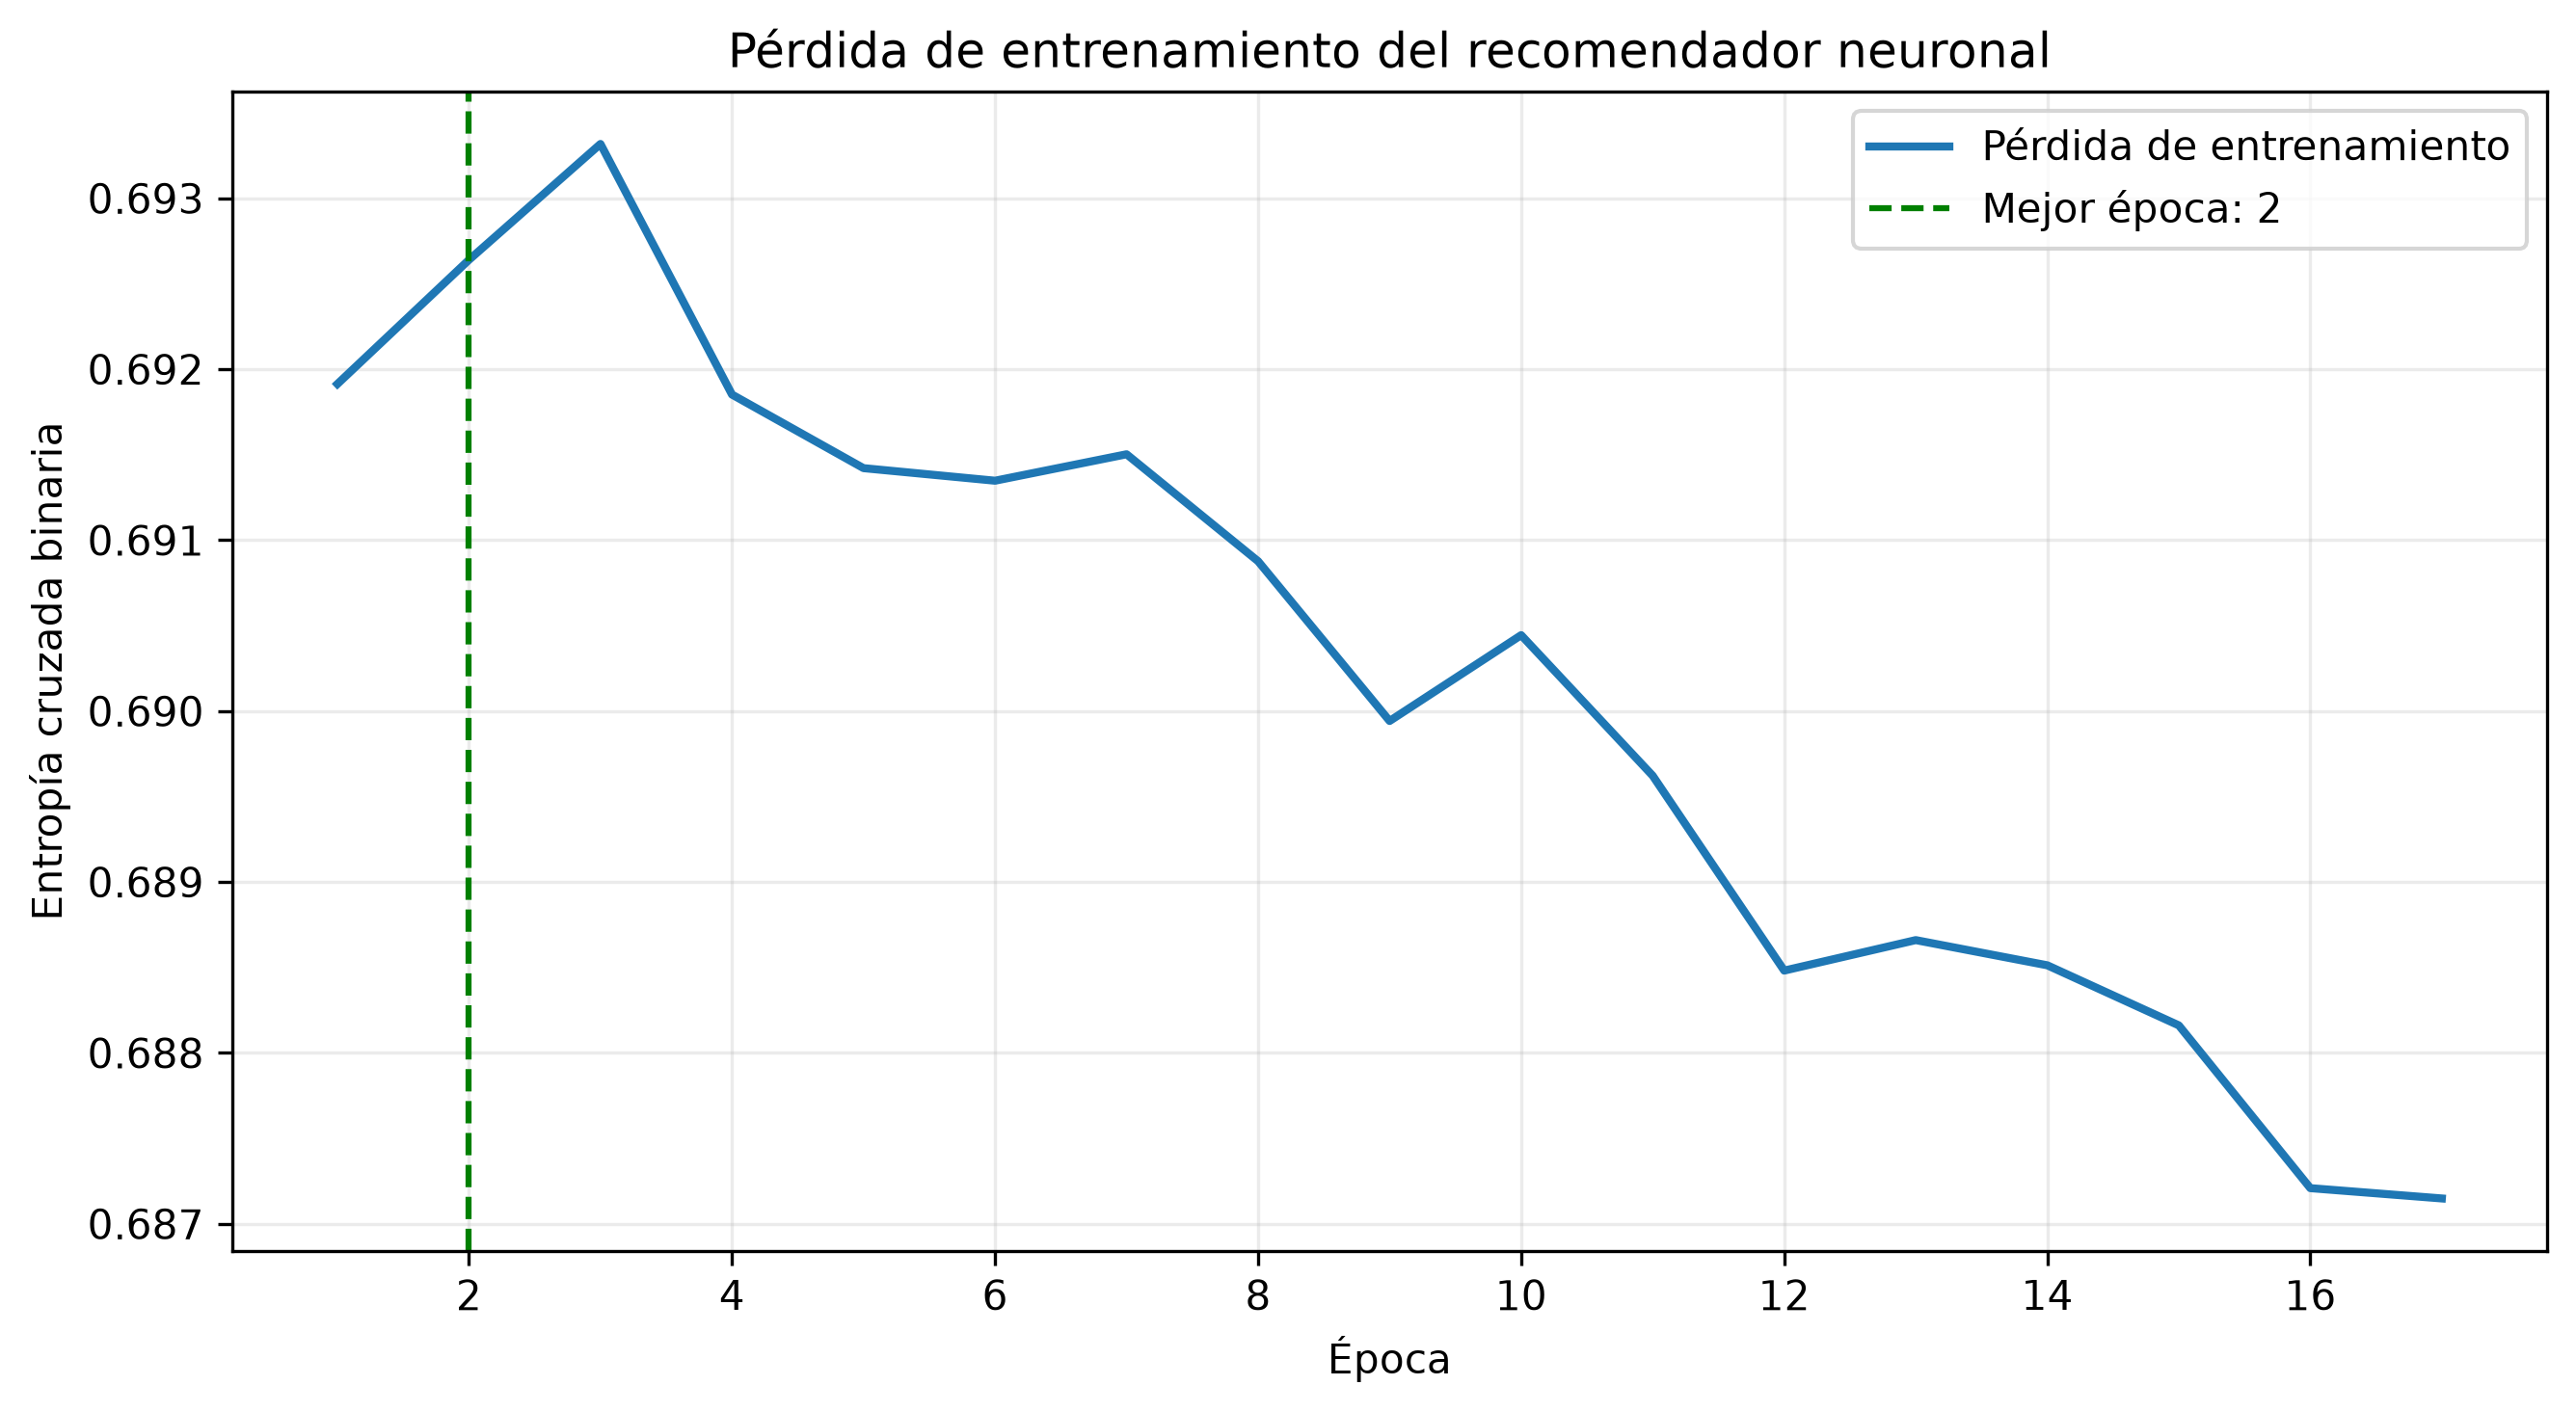 Pérdida de entrenamiento del recomendador neuronal
Pérdida de entrenamiento
Mejor época: 2
Entropía cruzada binaria
0.693
0.692
0.691
0.690
0.689
0.688
0.687
2 4 6 8 10 12 14 16
Época